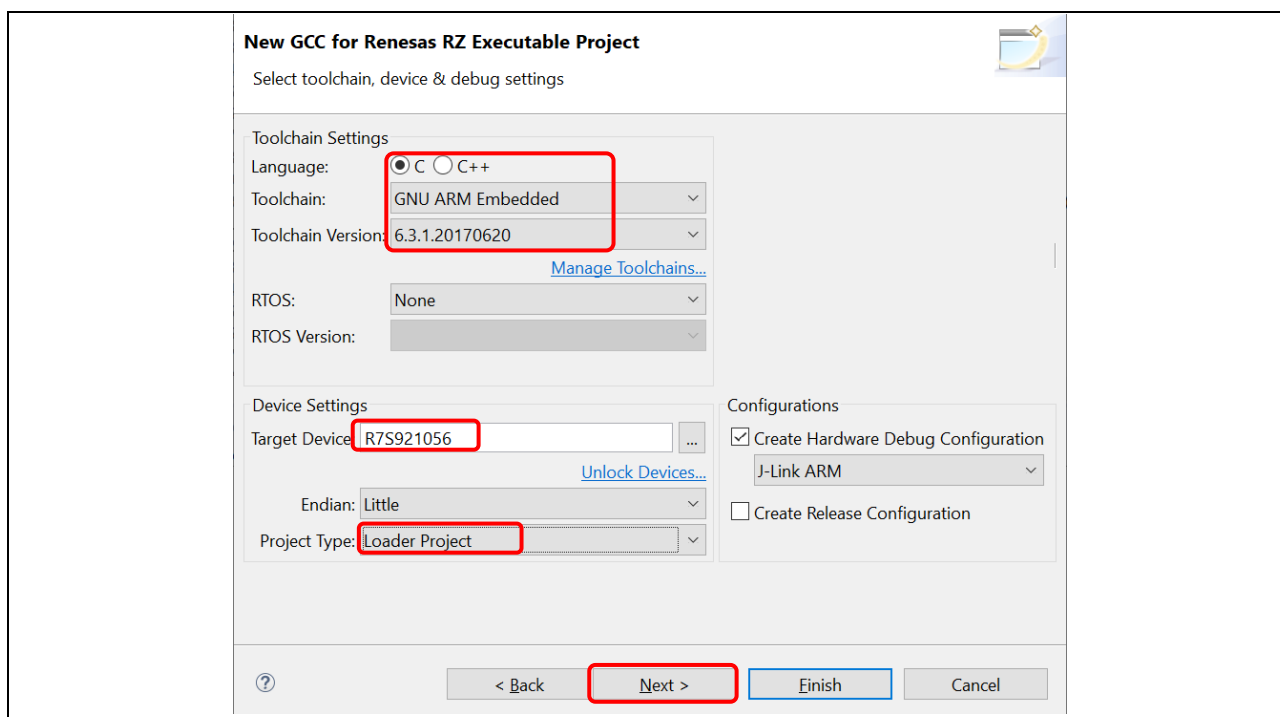 New GCC for Renesas RZ Executable Project
Select toolchain, device & debug settings
Toolchain Settings
Language: C C++
Toolchain: GNU ARM Embedded
Toolchain Version: 6.3.1.20170620
Manage Toolchains...
RTOS: None
RTOS Version:
Device Settings
Target Device R7S921056 ...
Unlock Devices...
Endian: Little
Project Type: Loader Project
Configurations
Create Hardware Debug Configuration
J-Link ARM
Create Release Configuration
? < Back Next > Finish Cancel